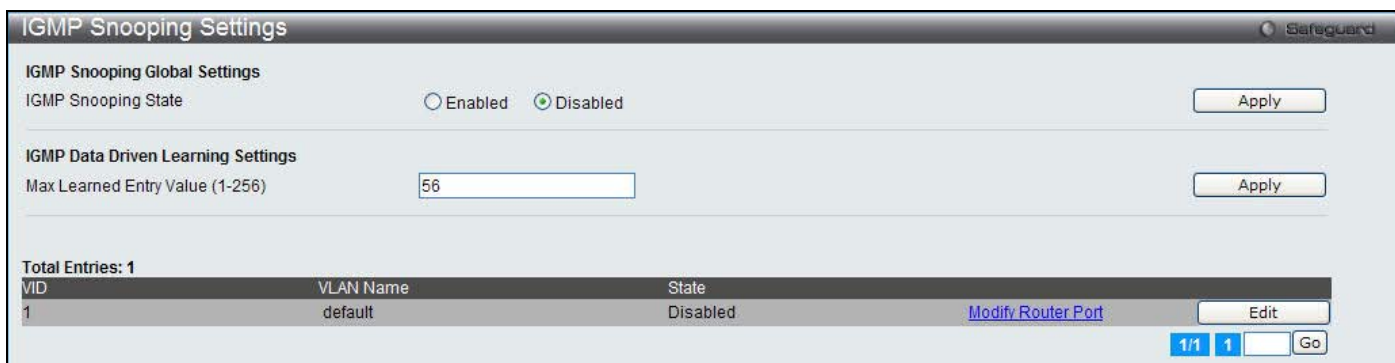 IGMP Snooping Settings
Safeguard
IGMP Snooping Global Settings
IGMP Snooping State Enabled Disabled Apply
IGMP Data Driven Learning Settings
Max Learned Entry Value (1-256) 56 Apply
Total Entries: 1
VID VLAN Name State
1 default Disabled Modify Router Port Edit
1/1 1 Go